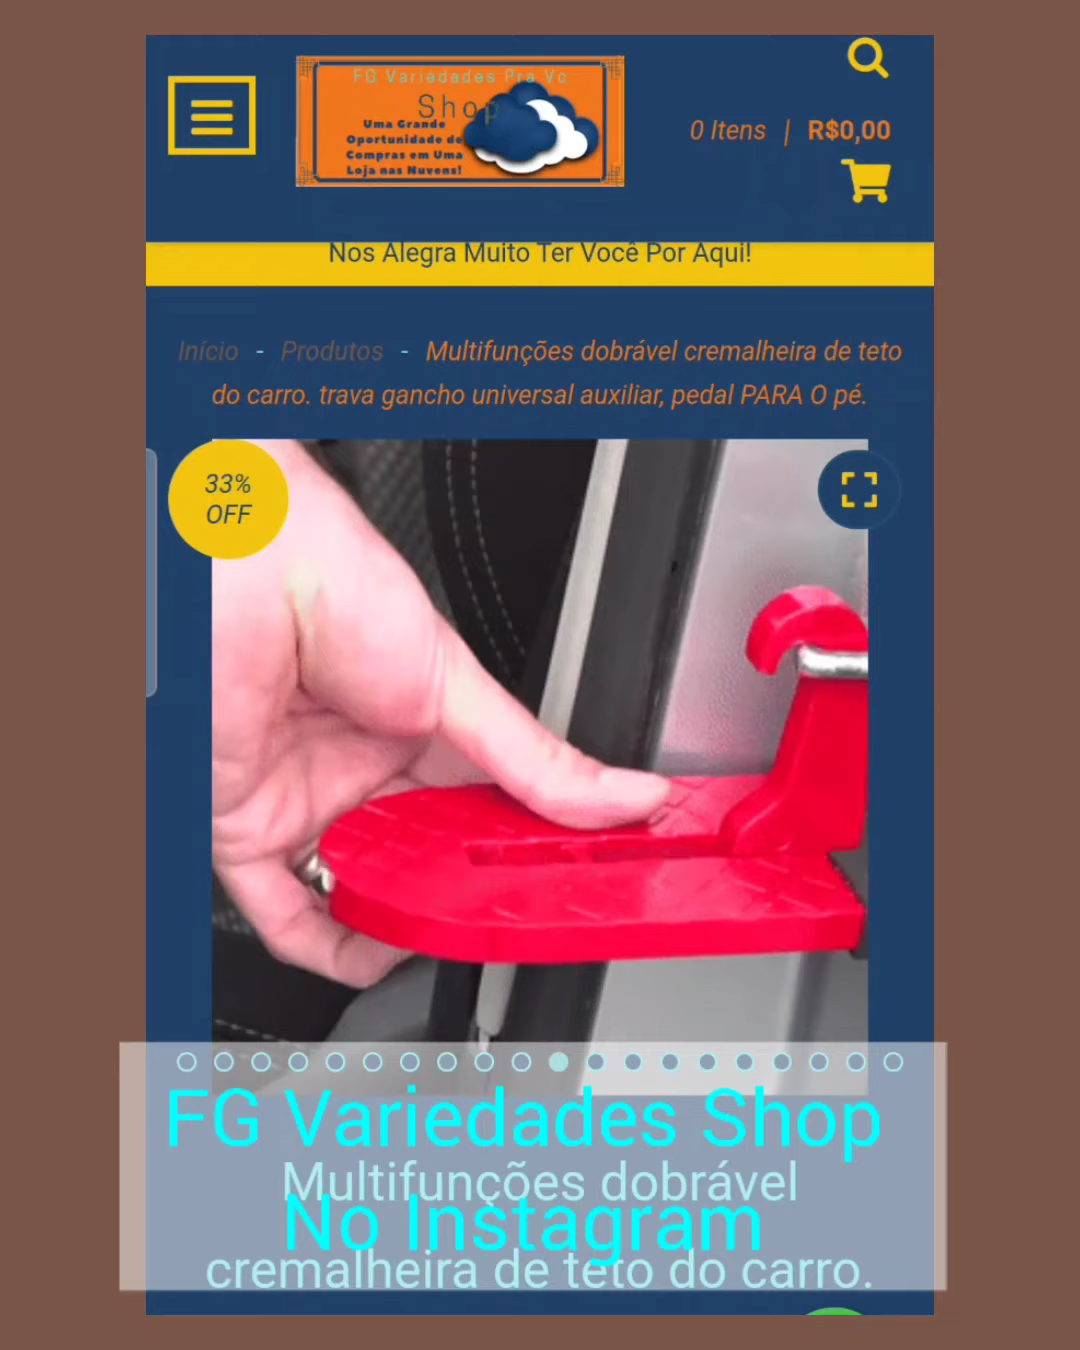 FG Variedades Pra Vc
Shop
Uma Grande
Oportunidade de
Compras em Uma
Loja nas Nuvens!
0 Itens | R$0,00
Nos Alegra Muito Ter Você Por Aqui!
Início - Produtos - Multifunções dobrável cremalheira de teto
do carro. trava gancho universal auxiliar, pedal PARA O pé.
33%
OFF
FG Variedades Shop
Multifunções dobrável
No Instagram
cremalheira de teto do carro.